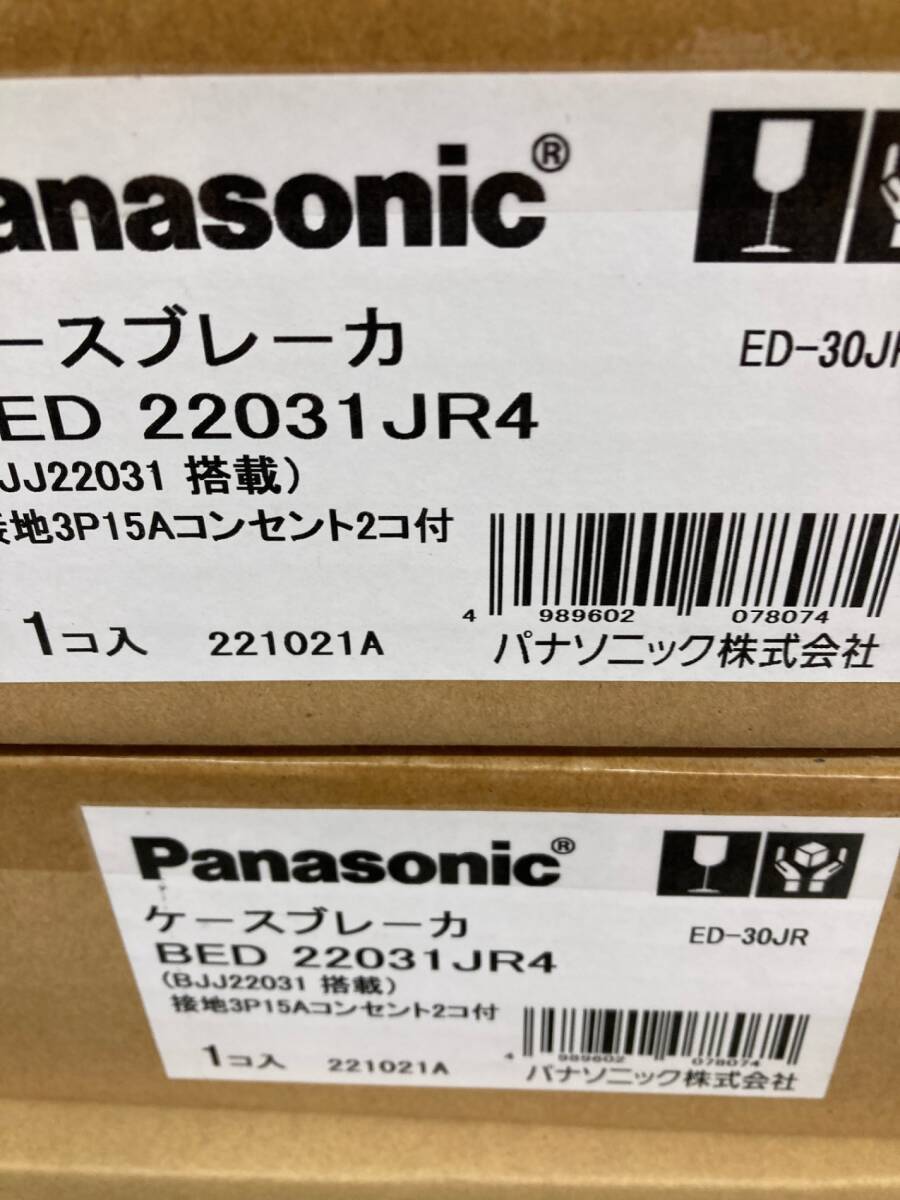 anasonic®
ースブレーカ
ED-30JR
ED 22031JR4
JJ22031 搭載)
接地3P15Aコンセント2コ付
4 989602 078074
1コ入 221021A
パナソニック株式会社
Panasonic®
ケースブレーカ
ED-30JR
BED 22031JR4
(BJJ22031 搭載)
接地3P15Aコンセント2コ付
4 989602 078074
1コ入 221021A
パナソニック株式会社